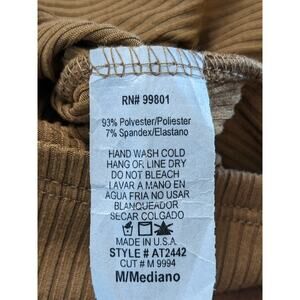 RN# 99801
93% Polyester/Poliester
7% Spandex/Elastano
HAND WASH COLD
HANG OR LINE DRY
DO NOT BLEACH
LAVAR A MANO EN
AGUA FRIA NO USAR
BLANQUEADOR
SECAR COLGADO
MADE IN U.S.A.
STYLE # AT2442
CUT # M 9994
M/Mediano